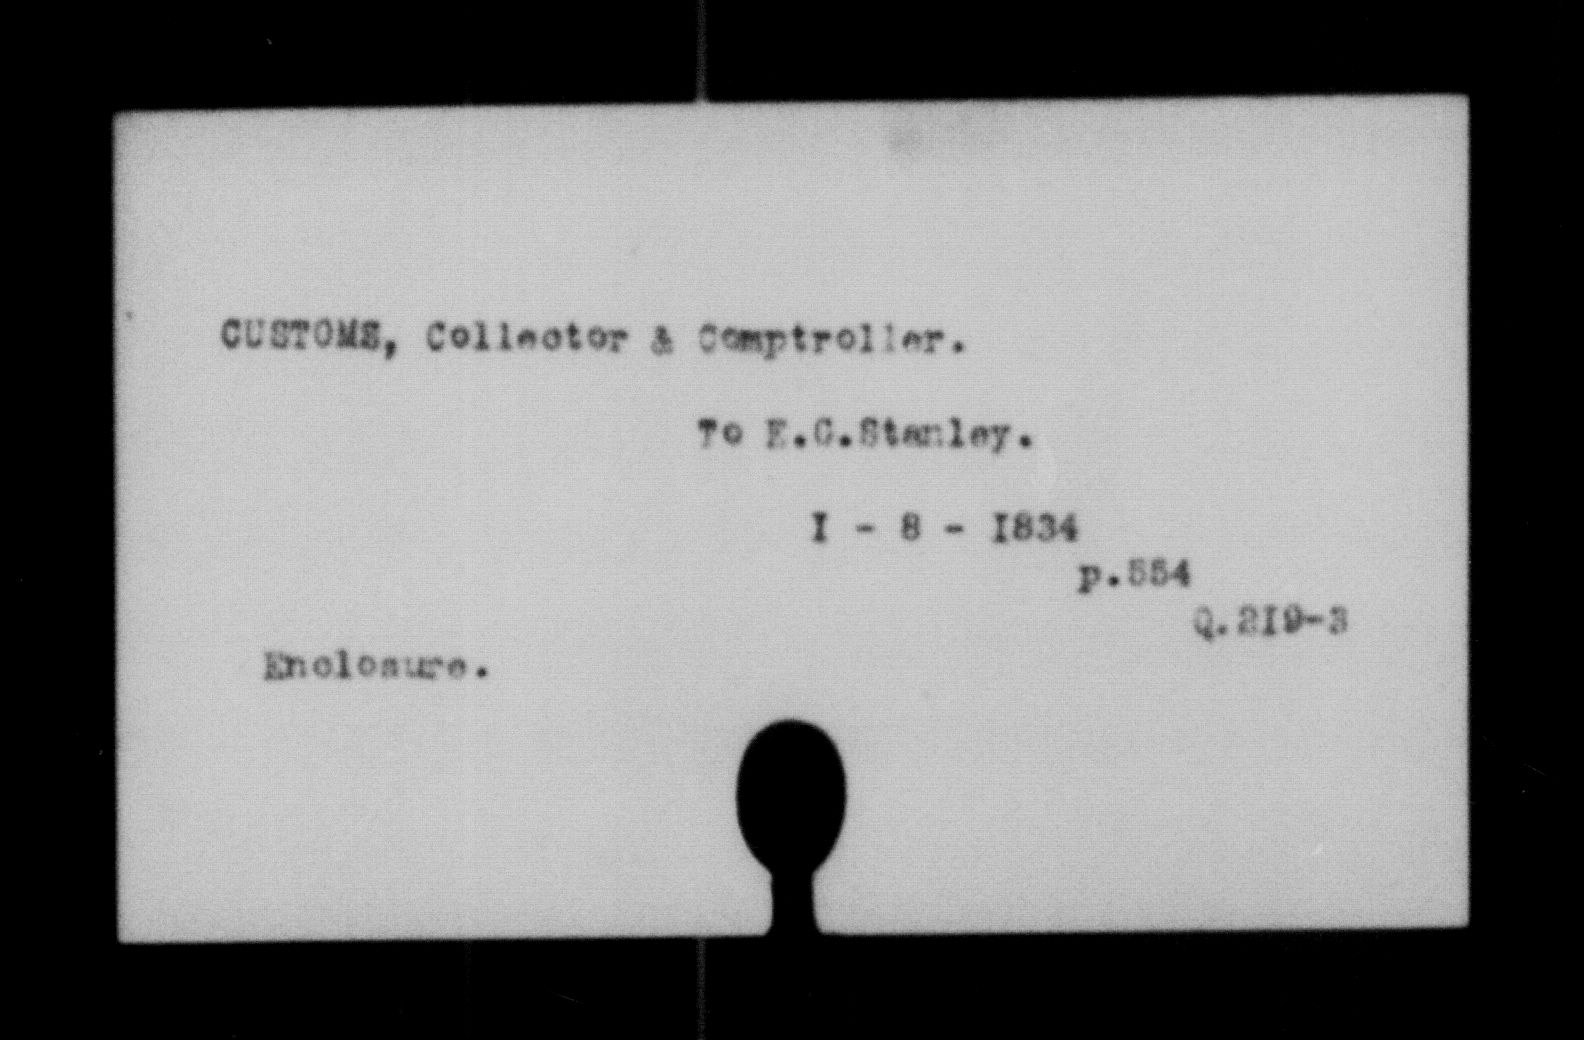 CUSTOMS, Collector & Comptroller.
To E.G.Stanley.
I - 8 - I834
p.554
Q.2I9-3
Enclosure.